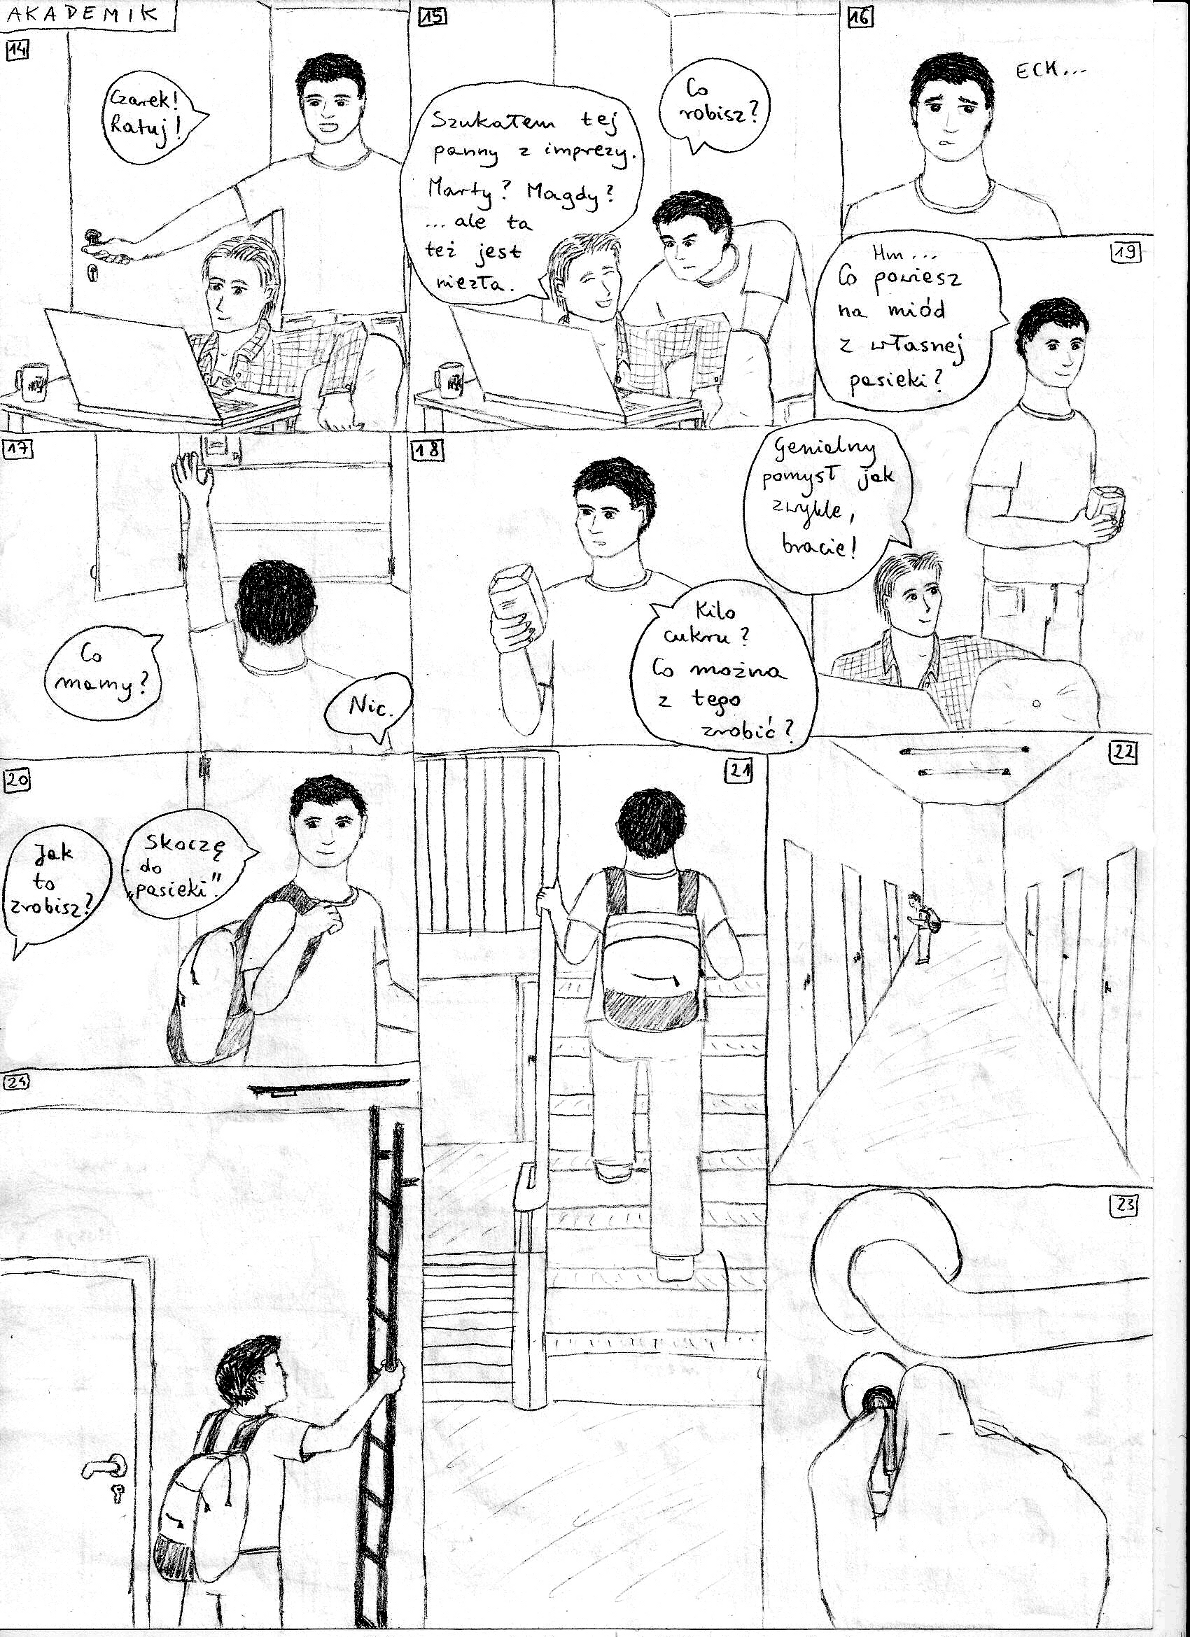 AKADEMIK
14
Czarek!
Ratuj!
15
Szukałem tej
panny z imprezy.
Marty? Magdy?
...ale ta
też jest
niezła.
Co
robisz?
16
ECH...
17
Co
mamy?
Nic.
18
Kilo
cukru?
Co można
z tego
zrobić?
19
Hm...
Co powiesz
na miód
z własnej
pasieki?
Genialny
pomysł jak
zwykle,
bracie!
20
Jak
to
zrobisz?
Skoczę
do
„pasieki".
21
22
23
24